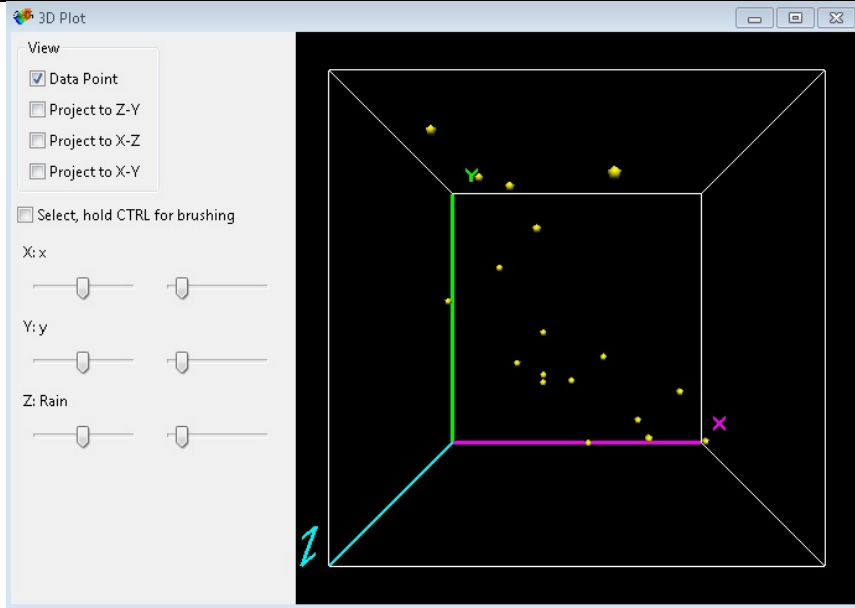 3D Plot
View
Data Point
Project to Z-Y
Project to X-Z
Project to X-Y
Select, hold CTRL for brushing
X: x
Y: y
Z: Rain
Y
X
Z